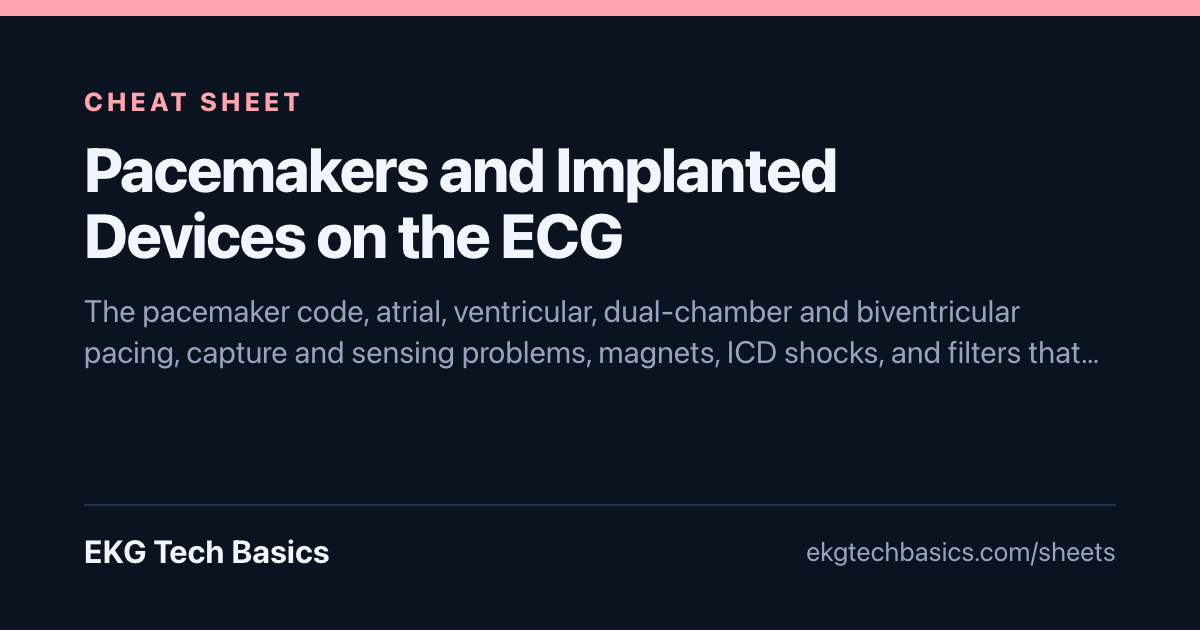 CHEAT SHEET
Pacemakers and Implanted
Devices on the ECG
The pacemaker code, atrial, ventricular, dual-chamber and biventricular
pacing, capture and sensing problems, magnets, ICD shocks, and filters that...
EKG Tech Basics
ekgtechbasics.com/sheets